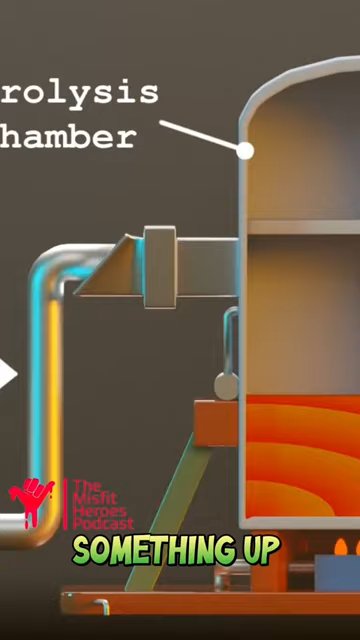 rolysis
hamber
The
Misfit
Heroes
Podcast
SOMETHING UP